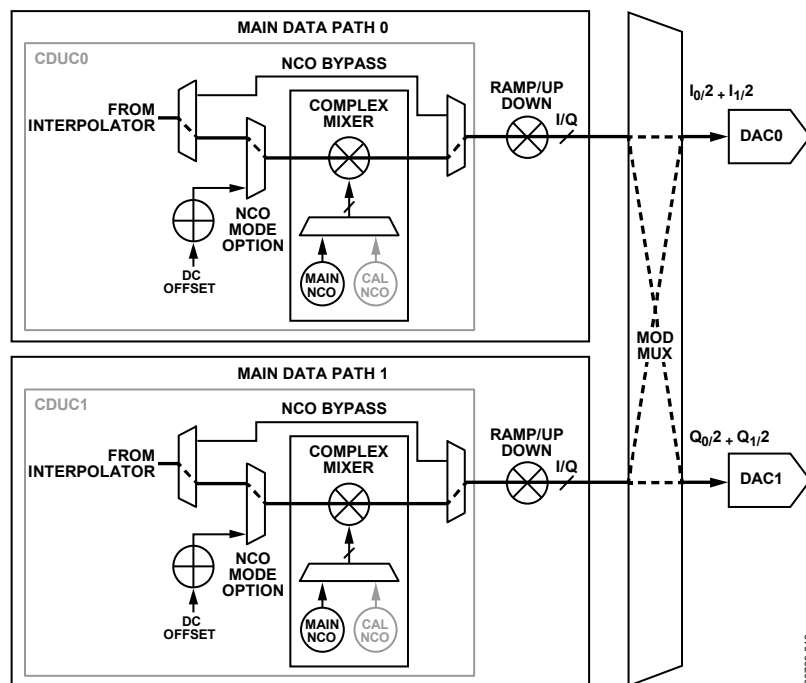 MAIN DATA PATH 0
CDUC0
NCO BYPASS
FROM
INTERPOLATOR
COMPLEX
MIXER
RAMP/UP
DOWN
I/Q
I0/2 + I1/2
DAC0
NCO
MODE
OPTION
DC
OFFSET
MAIN
NCO
CAL
NCO
MOD
MUX
MAIN DATA PATH 1
CDUC1
NCO BYPASS
FROM
INTERPOLATOR
COMPLEX
MIXER
RAMP/UP
DOWN
I/Q
Q0/2 + Q1/2
DAC1
NCO
MODE
OPTION
DC
OFFSET
MAIN
NCO
CAL
NCO